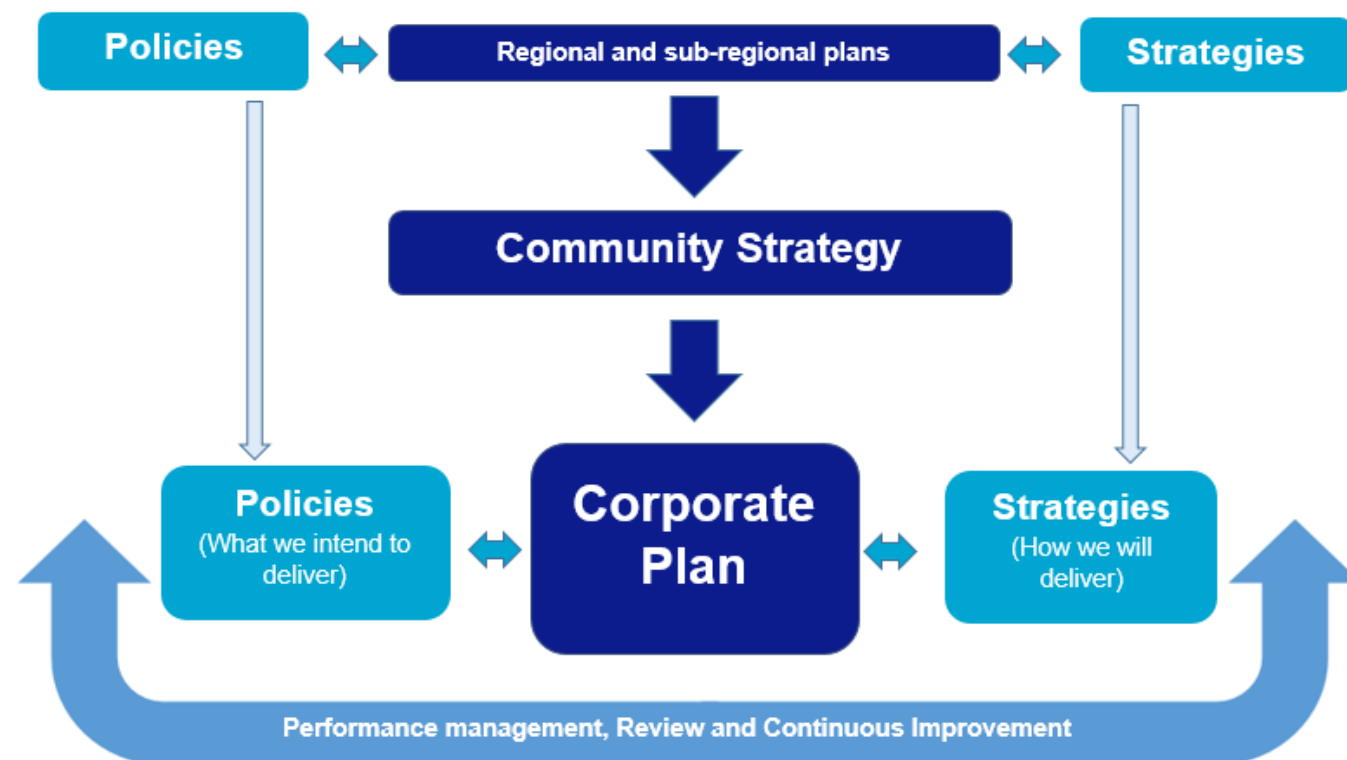 Policies
Regional and sub-regional plans
Strategies
Community Strategy
Policies
(What we intend to
deliver)
Corporate
Plan
Strategies
(How we will
deliver)
Performance management, Review and Continuous Improvement